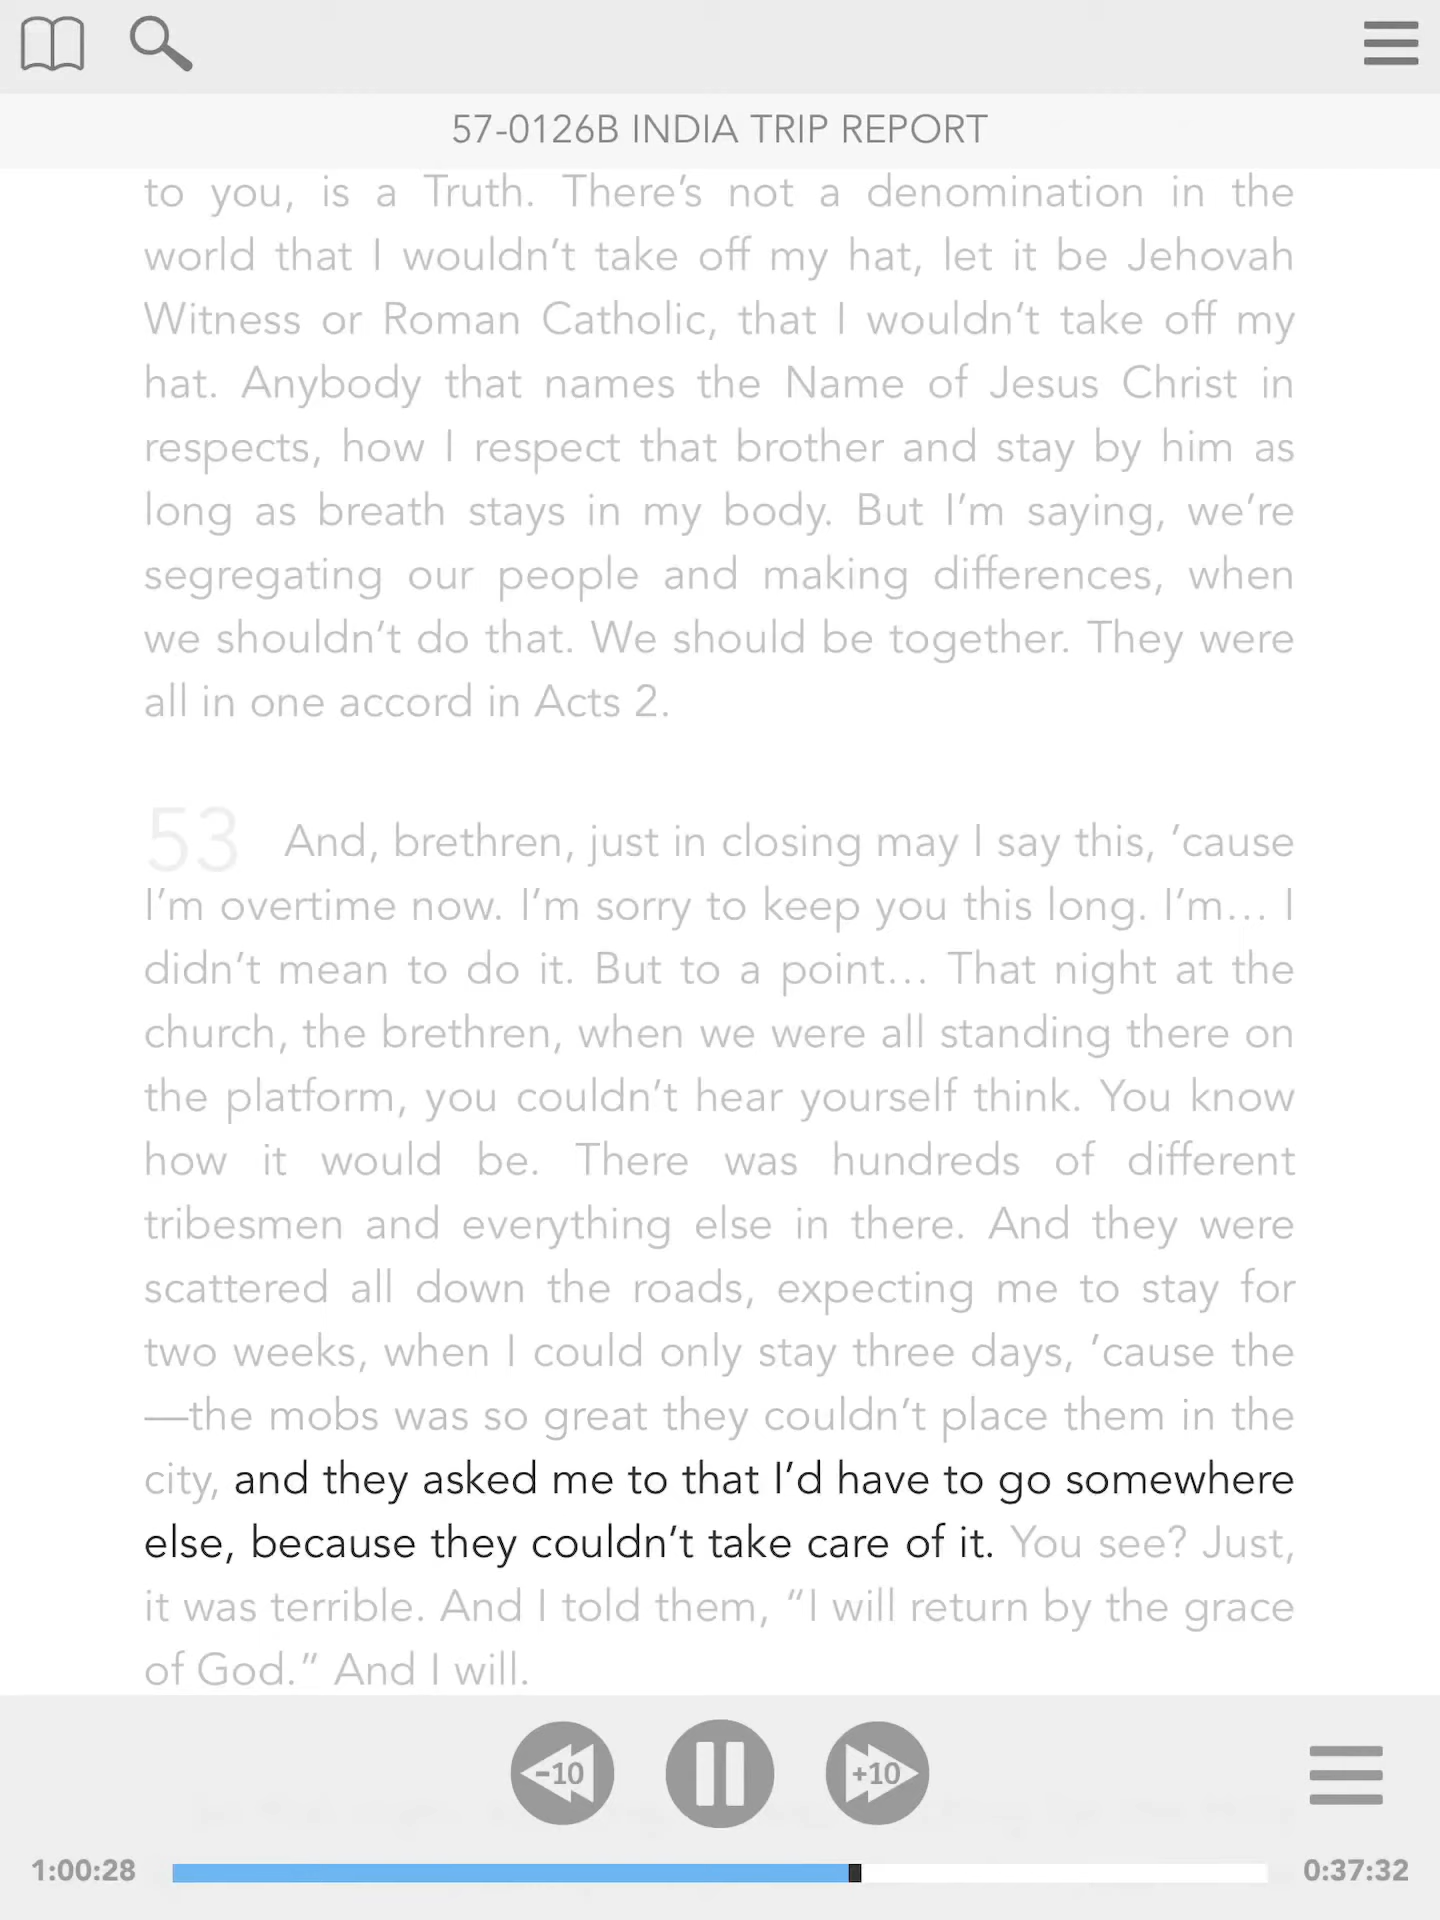 57-0126B INDIA TRIP REPORT
to you, is a Truth. There’s not a denomination in the
world that I wouldn’t take off my hat, let it be Jehovah
Witness or Roman Catholic, that I wouldn’t take off my
hat. Anybody that names the Name of Jesus Christ in
respects, how I respect that brother and stay by him as
long as breath stays in my body. But I’m saying, we’re
segregating our people and making differences, when
we shouldn’t do that. We should be together. They were
all in one accord in Acts 2.
53 And, brethren, just in closing may I say this, ’cause
I’m overtime now. I’m sorry to keep you this long. I’m… I
didn’t mean to do it. But to a point… That night at the
church, the brethren, when we were all standing there on
the platform, you couldn’t hear yourself think. You know
how it would be. There was hundreds of different
tribesmen and everything else in there. And they were
scattered all down the roads, expecting me to stay for
two weeks, when I could only stay three days, ’cause the
—the mobs was so great they couldn’t place them in the
city, and they asked me to that I’d have to go somewhere
else, because they couldn’t take care of it. You see? Just,
it was terrible. And I told them, “I will return by the grace
of God.” And I will.
-10 +10
1:00:28 0:37:32